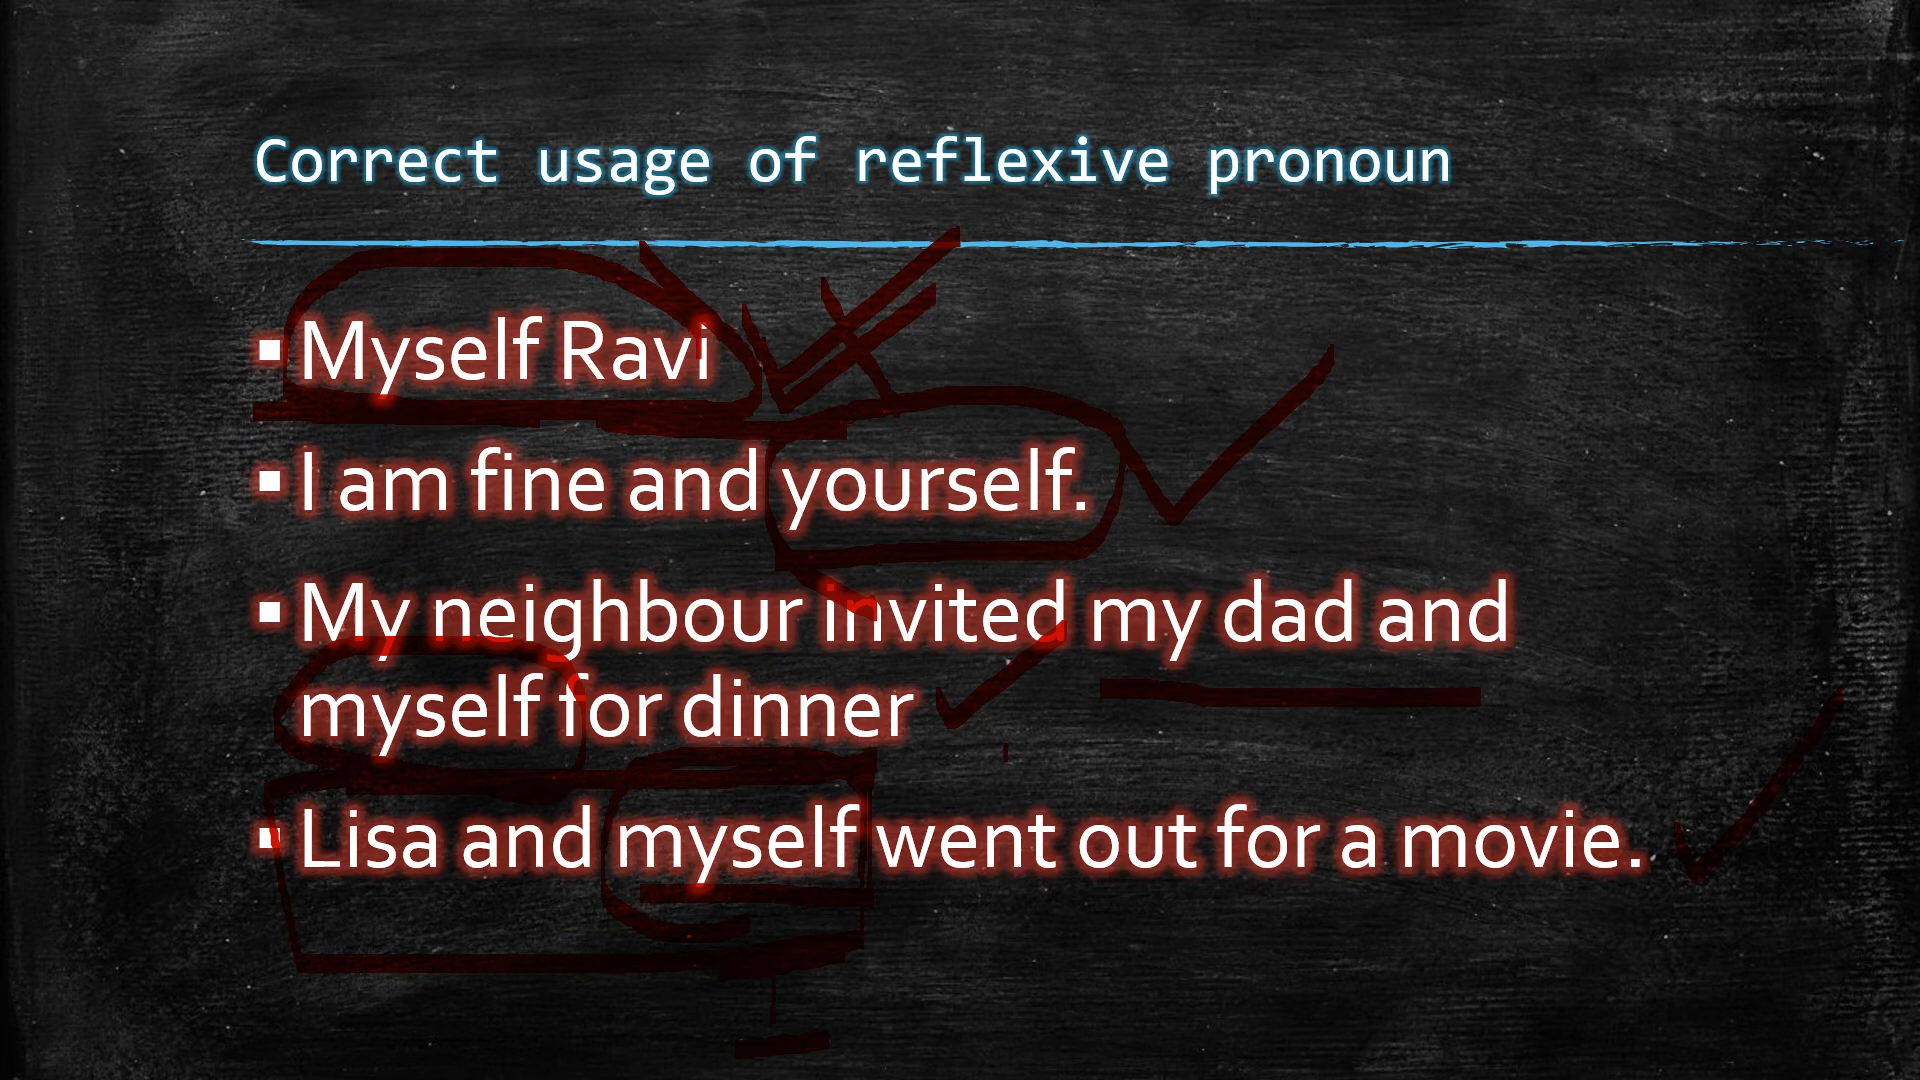 Correct usage of reflexive pronoun
▪ Myself Ravi
▪ I am fine and yourself.
▪ My neighbour invited my dad and
myself for dinner
▪ Lisa and myself went out for a movie.